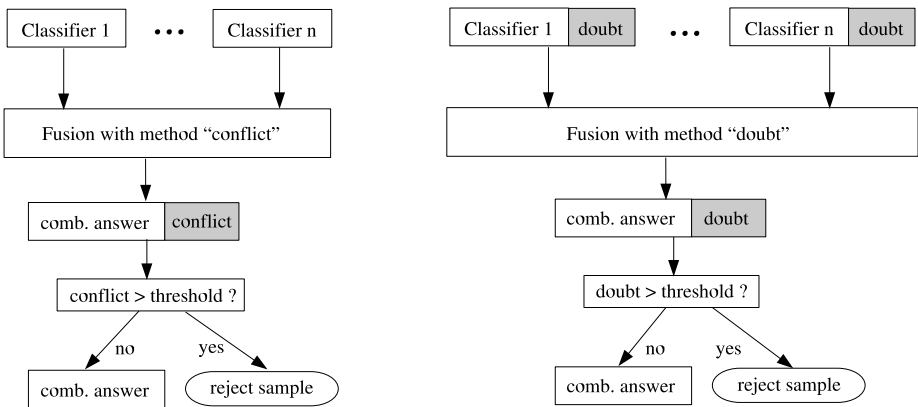 Classifier 1 ... Classifier n
Fusion with method “conflict”
comb. answer conflict
conflict > threshold ?
no yes
comb. answer reject sample
Classifier 1 doubt ... Classifier n doubt
Fusion with method “doubt”
comb. answer doubt
doubt > threshold ?
no yes
comb. answer reject sample